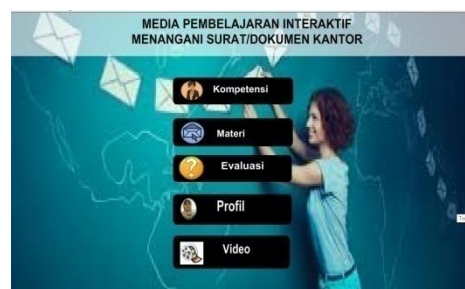 MEDIA PEMBELAJARAN INTERAKTIF
MENANGANI SURAT/DOKUMEN KANTOR
Kompetensi
Materi
Evaluasi
Profil
Video